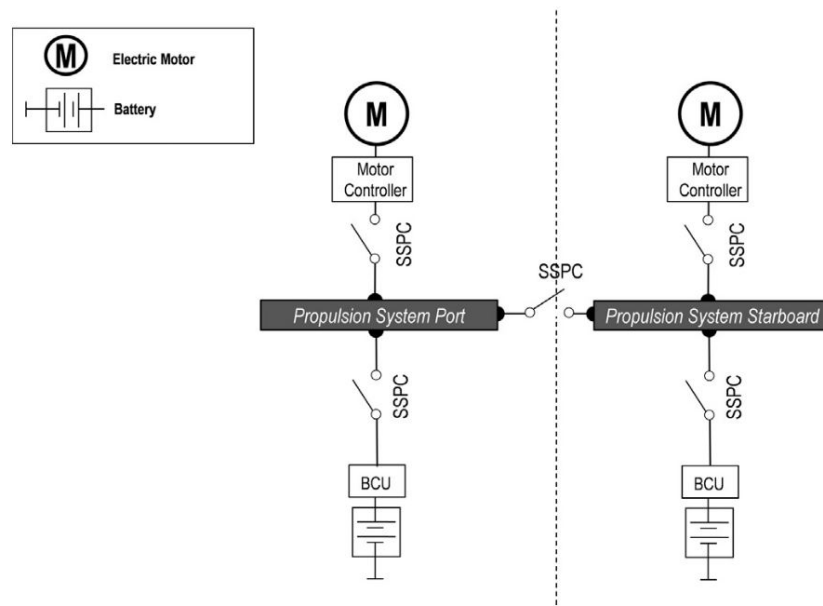 M
Electric Motor
Battery
M
Motor
Controller
SSPC
Propulsion System Port
SSPC
BCU
SSPC
M
Motor
Controller
SSPC
Propulsion System Starboard
SSPC
BCU